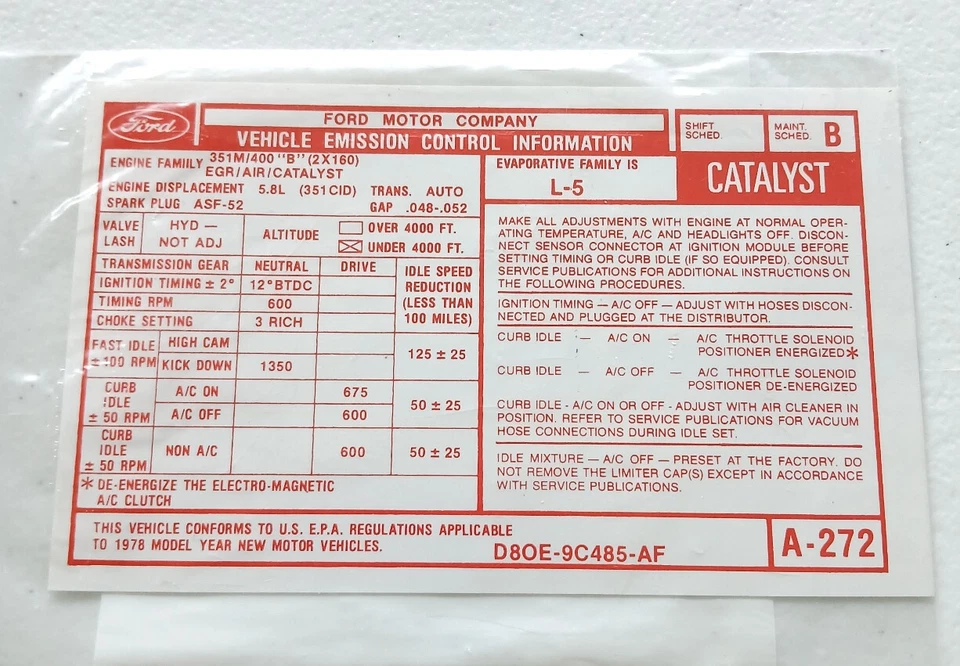 Ford
FORD MOTOR COMPANY
VEHICLE EMISSION CONTROL INFORMATION
SHIFT SCHED.
MAINT. SCHED. B
ENGINE FAMILY 351M/400 "B" (2X160)
EGR/AIR/CATALYST
ENGINE DISPLACEMENT 5.8L (351CID) TRANS. AUTO
SPARK PLUG ASF-52 GAP .048-.052
EVAPORATIVE FAMILY IS
L-5
CATALYST
VALVE LASH
HYD —
NOT ADJ
ALTITUDE
OVER 4000 FT.
UNDER 4000 FT.
TRANSMISSION GEAR NEUTRAL DRIVE
IDLE SPEED
REDUCTION
(LESS THAN
100 MILES)
IGNITION TIMING ± 2° 12°BTDC
TIMING RPM 600
CHOKE SETTING 3 RICH
FAST IDLE
± 100 RPM
HIGH CAM
KICK DOWN 1350
125 ± 25
CURB
IDLE
± 50 RPM
A/C ON 675
A/C OFF 600
50 ± 25
CURB
IDLE
± 50 RPM
NON A/C 600 50 ± 25
* DE-ENERGIZE THE ELECTRO-MAGNETIC
A/C CLUTCH
MAKE ALL ADJUSTMENTS WITH ENGINE AT NORMAL OPER-
ATING TEMPERATURE, A/C AND HEADLIGHTS OFF. DISCON-
NECT SENSOR CONNECTOR AT IGNITION MODULE BEFORE
SETTING TIMING OR CURB IDLE (IF SO EQUIPPED). CONSULT
SERVICE PUBLICATIONS FOR ADDITIONAL INSTRUCTIONS ON
THE FOLLOWING PROCEDURES.
IGNITION TIMING — A/C OFF — ADJUST WITH HOSES DISCON-
NECTED AND PLUGGED AT THE DISTRIBUTOR.
CURB IDLE — A/C ON — A/C THROTTLE SOLENOID
POSITIONER ENERGIZED*
CURB IDLE — A/C OFF — A/C THROTTLE SOLENOID
POSITIONER DE-ENERGIZED
CURB IDLE - A/C ON OR OFF - ADJUST WITH AIR CLEANER IN
POSITION. REFER TO SERVICE PUBLICATIONS FOR VACUUM
HOSE CONNECTIONS DURING IDLE SET.
IDLE MIXTURE — A/C OFF — PRESET AT THE FACTORY. DO
NOT REMOVE THE LIMITER CAP(S) EXCEPT IN ACCORDANCE
WITH SERVICE PUBLICATIONS.
THIS VEHICLE CONFORMS TO U.S. E.P.A. REGULATIONS APPLICABLE
TO 1978 MODEL YEAR NEW MOTOR VEHICLES.
D8OE-9C485-AF
A-272